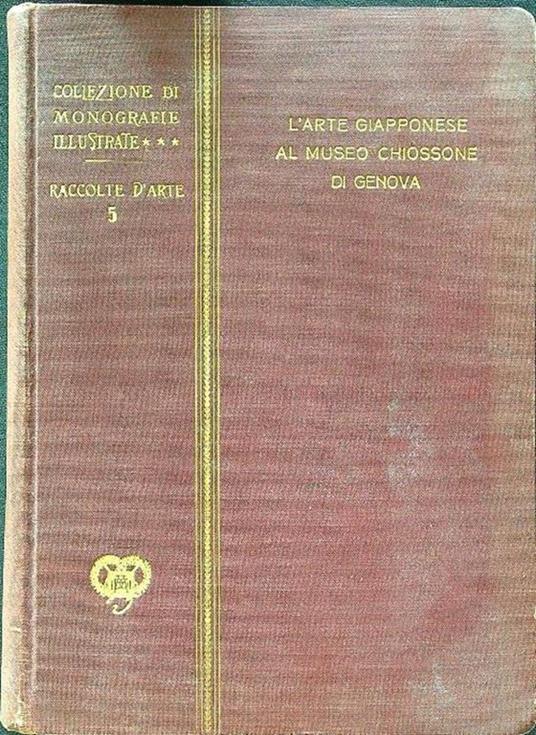 COLLEZIONE DI
MONOGRAFIE
ILLUSTRATE★★★
RACCOLTE D'ARTE
5
L'ARTE GIAPPONESE
AL MUSEO CHIOSSONE
DI GENOVA